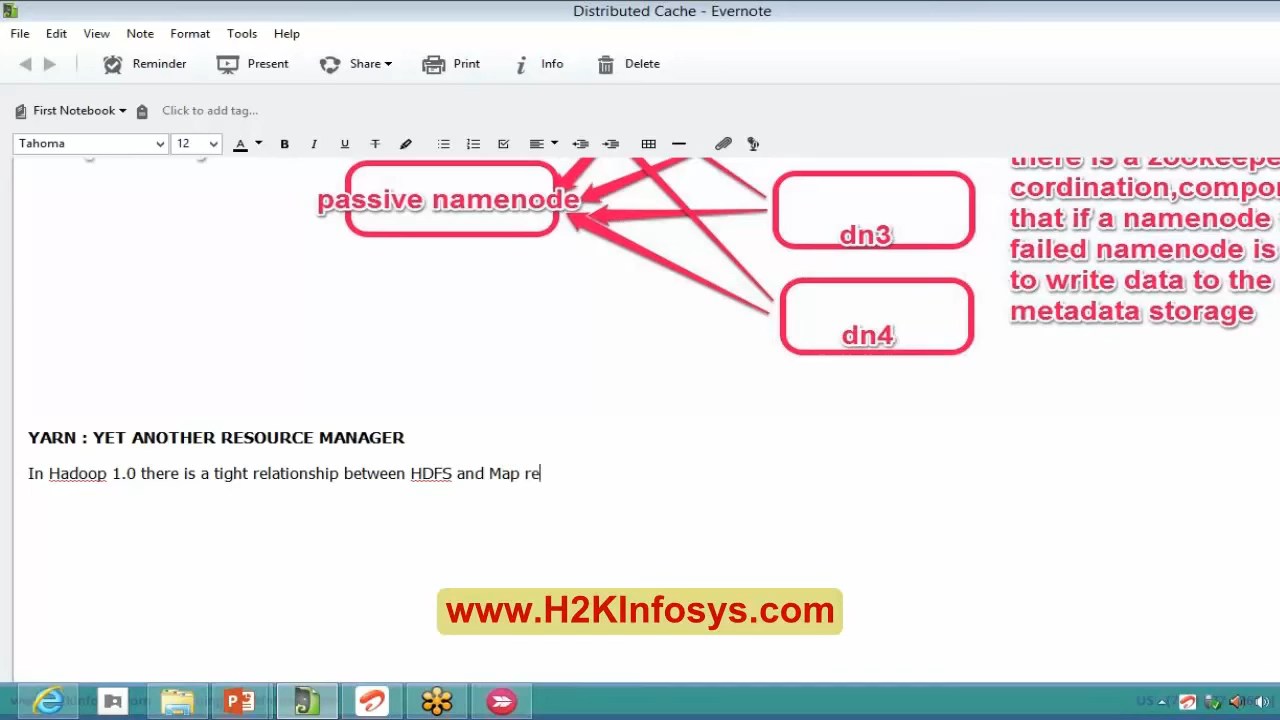 Distributed Cache - Evernote
File Edit View Note Format Tools Help
Reminder Present Share Print Info Delete
First Notebook Click to add tag...
Tahoma 12 A B I U T
there is a
passive namenode
cordination,
dn3
that if a namenode
failed namenode is
to write data to the
dn4
metadata storage
YARN : YET ANOTHER RESOURCE MANAGER
In Hadoop 1.0 there is a tight relationship between HDFS and Map re
www.H2KInfosys.com
US